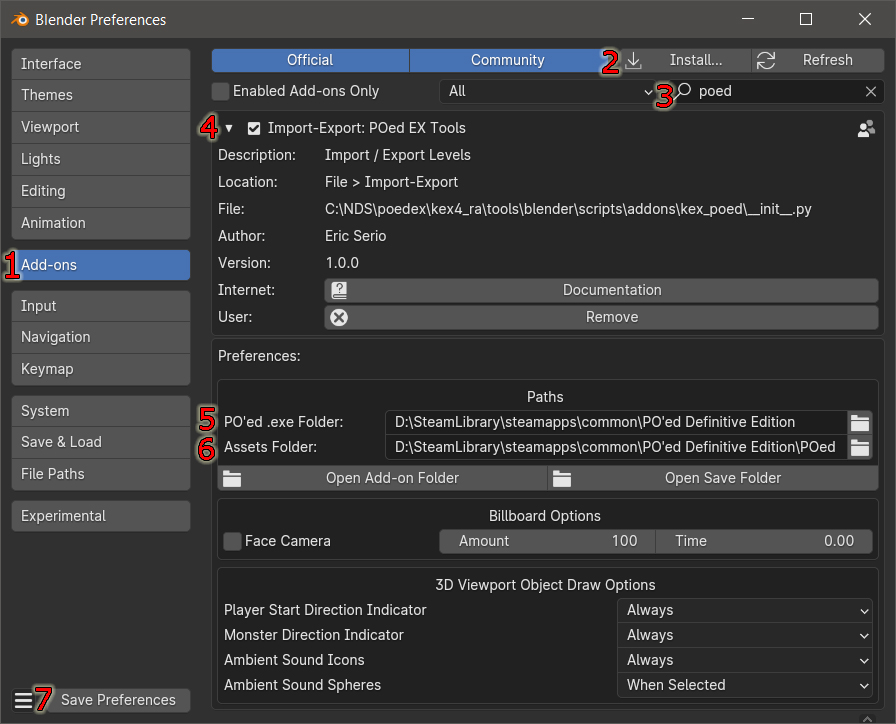 Blender Preferences
Interface
Themes
Viewport
Lights
Editing
Animation
1 Add-ons
Input
Navigation
Keymap
System
Save & Load
File Paths
Experimental
7 Save Preferences
Official Community 2 Install... Refresh
Enabled Add-ons Only All 3 poed
4 Import-Export: POed EX Tools
Description: Import / Export Levels
Location: File > Import-Export
File: C:\NDS\poedex\kex4_ra\tools\blender\scripts\addons\kex_poed\__init__.py
Author: Eric Serio
Version: 1.0.0
Internet: Documentation
User: Remove
Preferences:
Paths
5 PO'ed .exe Folder: D:\SteamLibrary\steamapps\common\PO'ed Definitive Edition
6 Assets Folder: D:\SteamLibrary\steamapps\common\PO'ed Definitive Edition\POed
Open Add-on Folder Open Save Folder
Billboard Options
Face Camera Amount 100 Time 0.00
3D Viewport Object Draw Options
Player Start Direction Indicator Always
Monster Direction Indicator Always
Ambient Sound Icons Always
Ambient Sound Spheres When Selected